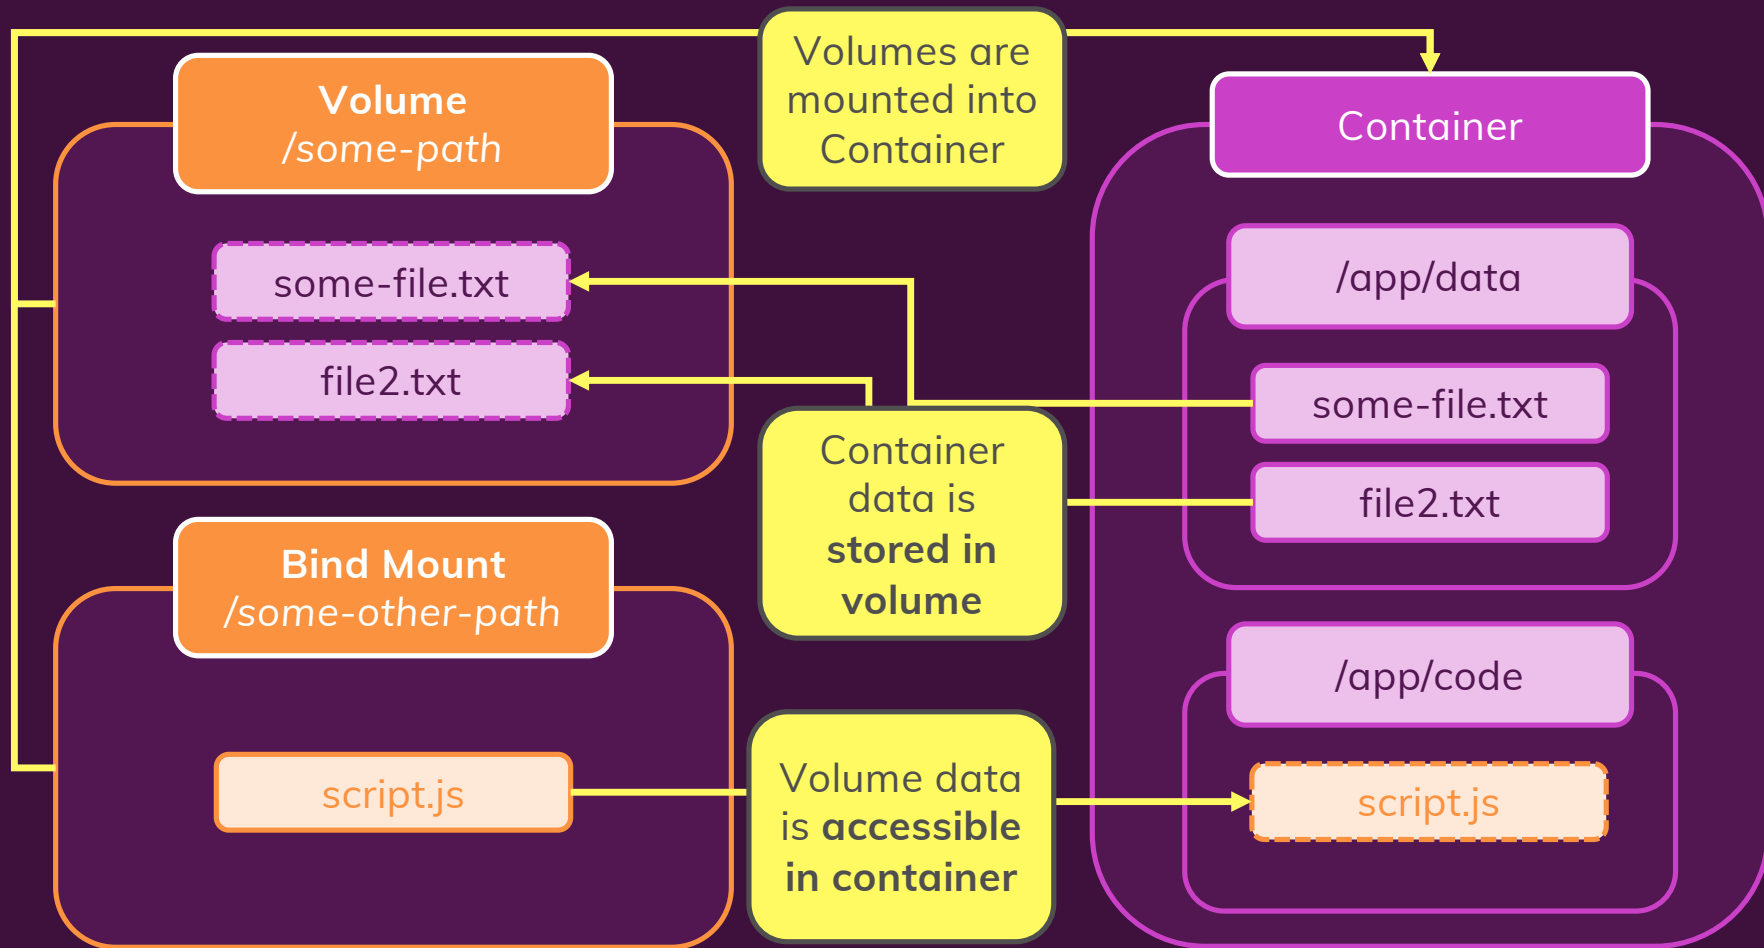 Volume
/some-path
some-file.txt
file2.txt
Bind Mount
/some-other-path
script.js
Volumes are
mounted into
Container
Container
data is
stored in
volume
Volume data
is accessible
in container
Container
/app/data
some-file.txt
file2.txt
/app/code
script.js